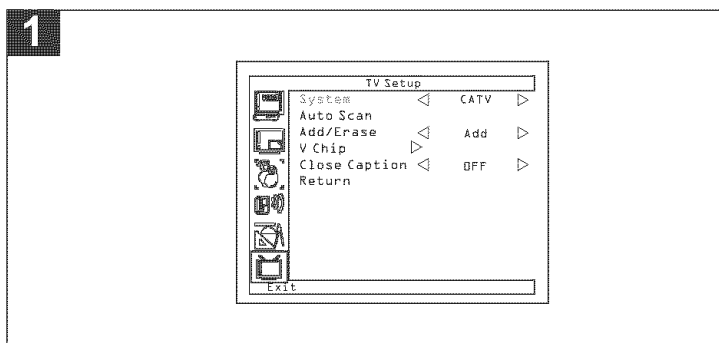 1
TV Setup
System ◁ CATV ▷
Auto Scan
Add/Erase ◁ Add ▷
V Chip ▷
Close Caption ◁ OFF ▷
Return
Exit